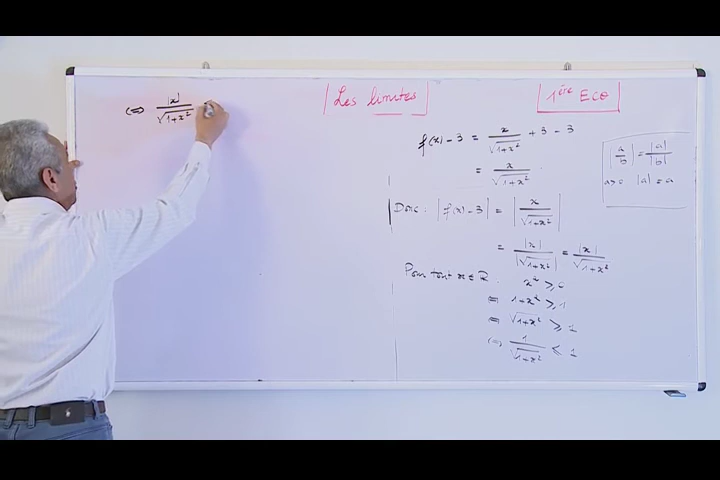 Les limites
1ère Eco
⇔ |x| / √(1+x²)
f(x) - 3 = x / √(1+x²) + 3 - 3
= x / √(1+x²)
Donc : |f(x) - 3| = |x / √(1+x²)|
= |x| / |√(1+x²)| = |x| / √(1+x²)
Pour tout x ∈ ℝ : x² ≥ 0
⇔ 1+x² ≥ 1
⇔ √(1+x²) ≥ 1
⇔ 1 / √(1+x²) ≤ 1
|a/b| = |a| / |b|
a≥0 |a| = a